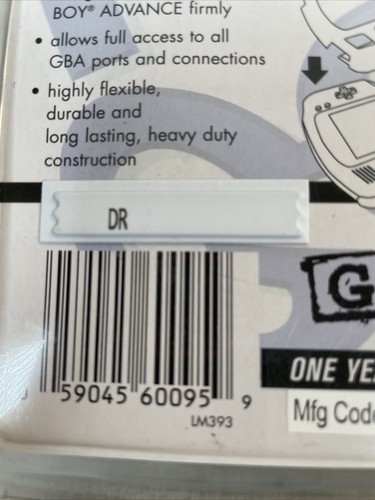 BOY® ADVANCE firmly
• allows full access to all
GBA ports and connections
• highly flexible,
durable and
long lasting, heavy duty
construction
DR
G
59045 60095 9
LM393
ONE YE
Mfg Code